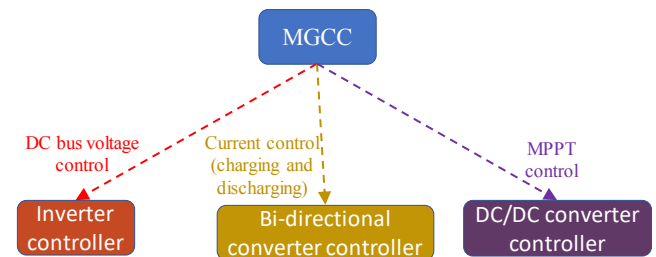 MGCC
DC bus voltage
control
Current control
(charging and
discharging)
MPPT
control
Inverter
controller
Bi-directional
converter controller
DC/DC converter
controller